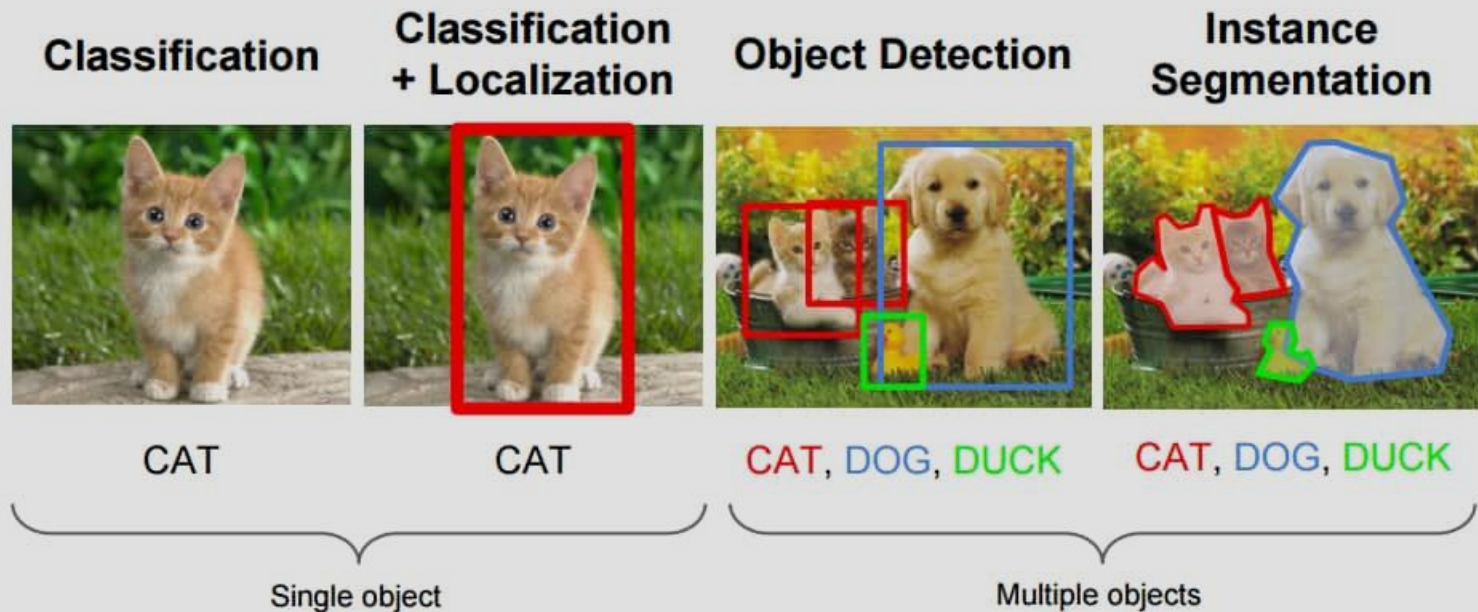 Classification
Classification
+ Localization
Object Detection
Instance
Segmentation
CAT
CAT
CAT, DOG, DUCK
CAT, DOG, DUCK
Single object
Multiple objects